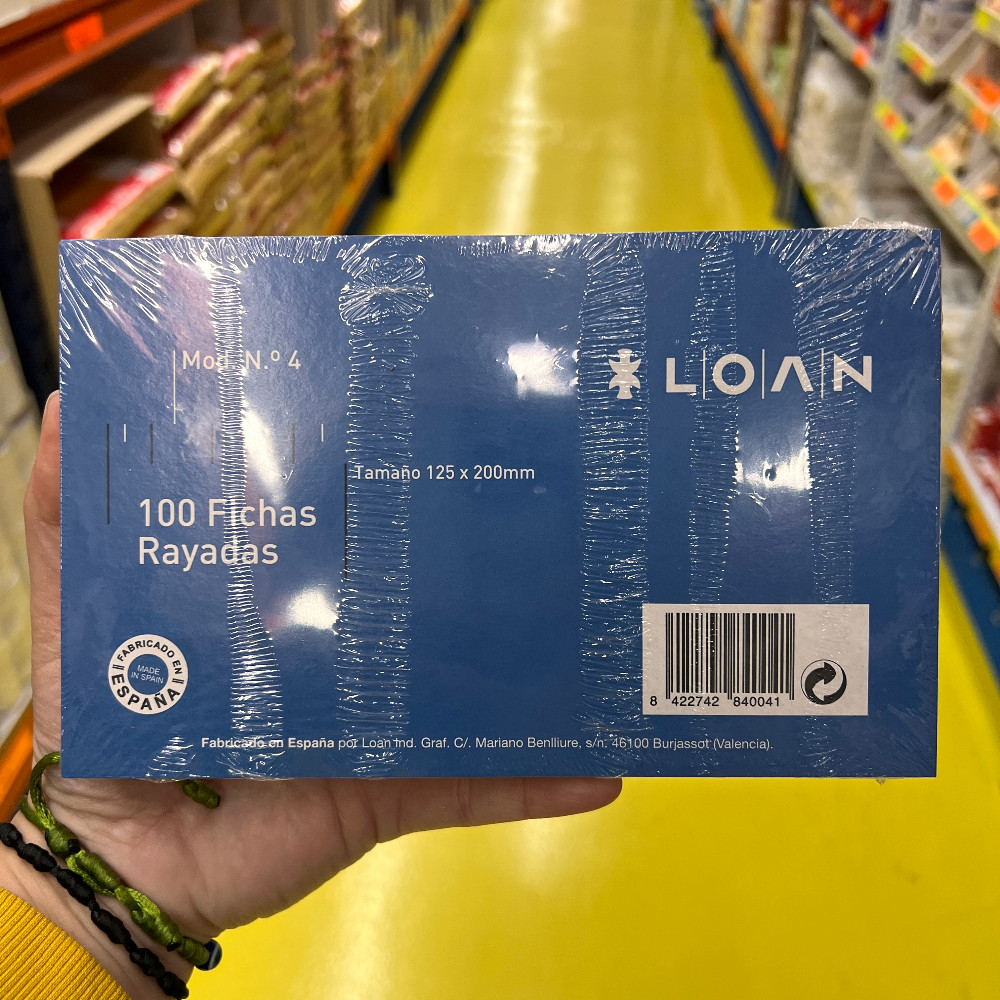 Mod. N.º 4
L|O|A|N
Tamaño 125 x 200mm
100 Fichas
Rayadas
FABRICADO EN
ESPAÑA
MADE
IN SPAIN
8 422742 840041
Fabricado en España por Loan Ind. Graf. C/. Mariano Benlliure, s/n. 46100 Burjassot (Valencia).